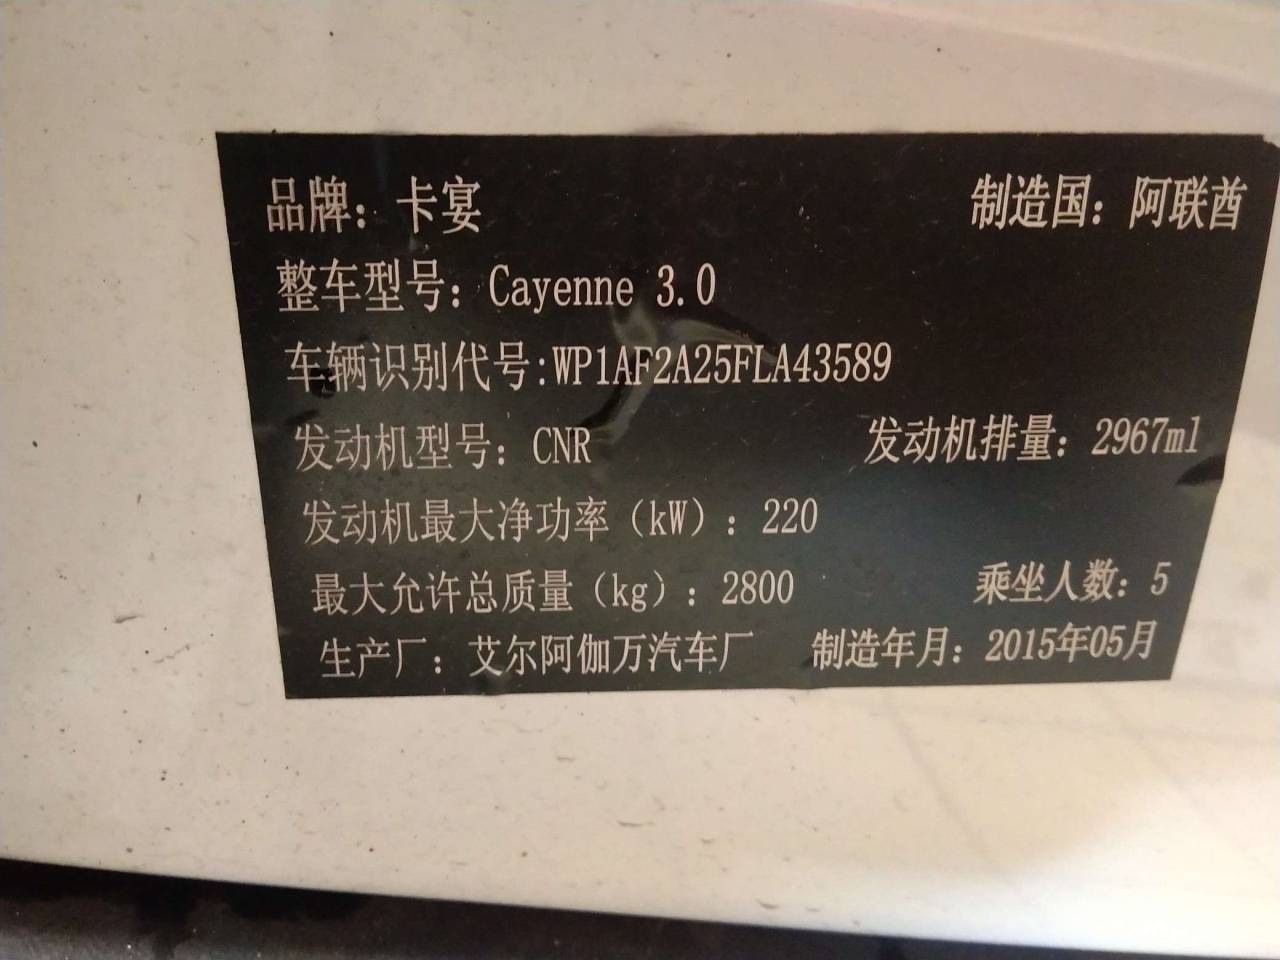 品牌：卡宴 制造国：阿联酋
整车型号：Cayenne 3.0
车辆识别代号:WP1AF2A25FLA43589
发动机型号：CNR 发动机排量：2967ml
发动机最大净功率（kW）：220
最大允许总质量（kg）：2800 乘坐人数：5
生产厂：艾尔阿伽万汽车厂 制造年月：2015年05月